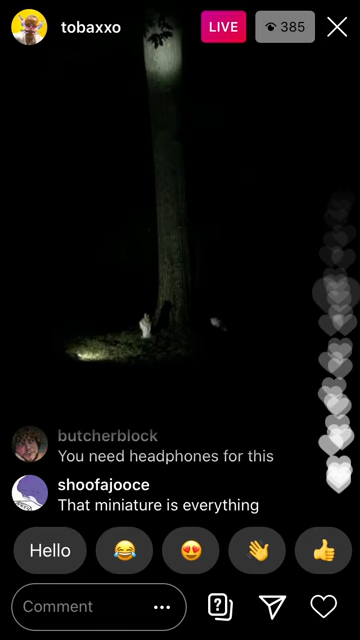 tobaxxo
LIVE
385
butcherblock
You need headphones for this
shoofajooce
That miniature is everything
Hello
Comment